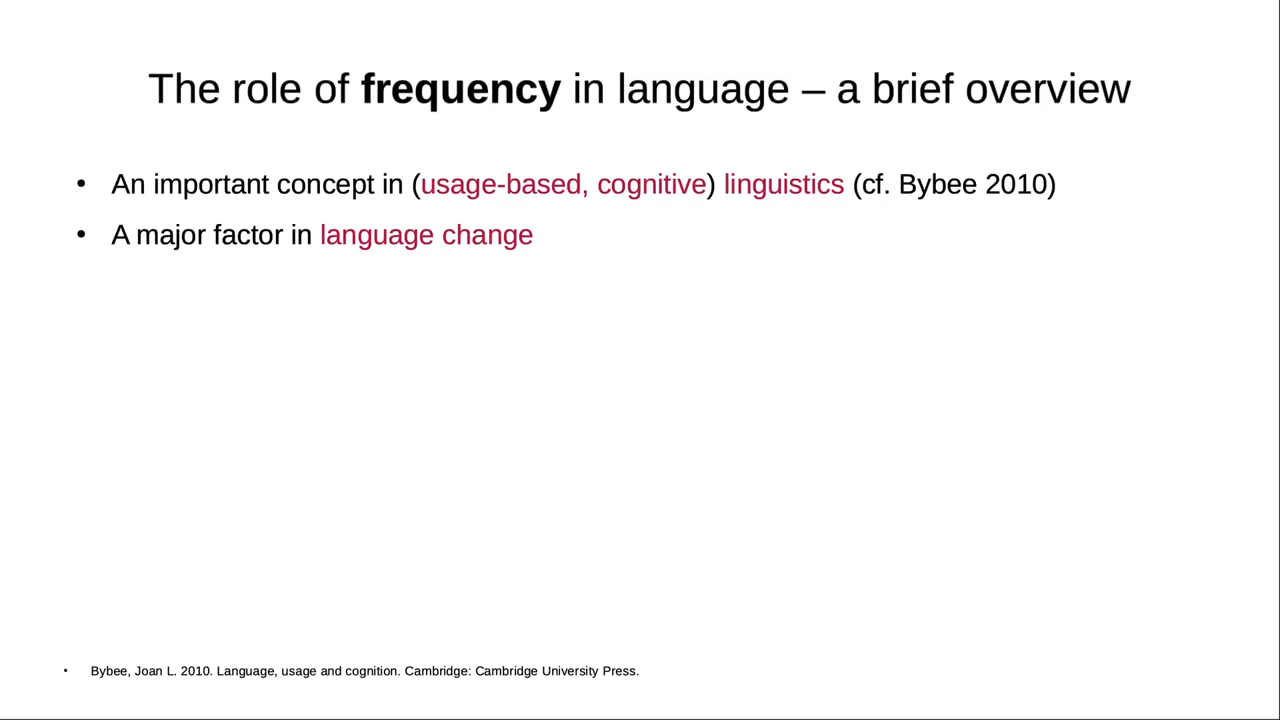 The role of frequency in language – a brief overview
• An important concept in (usage-based, cognitive) linguistics (cf. Bybee 2010)
• A major factor in language change
• Bybee, Joan L. 2010. Language, usage and cognition. Cambridge: Cambridge University Press.